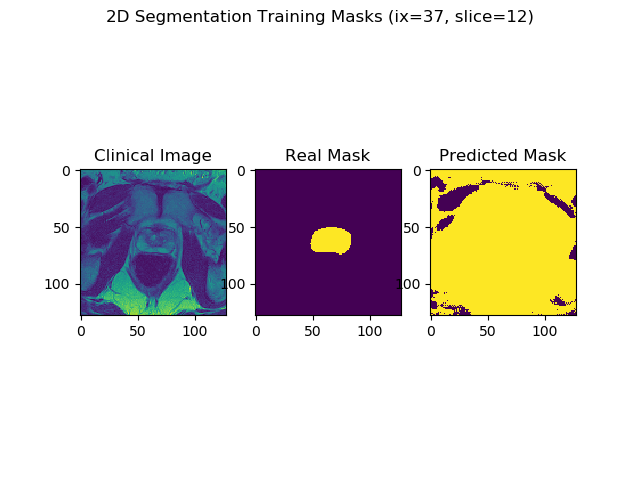 2D Segmentation Training Masks (ix=37, slice=12)
Clinical Image Real Mask Predicted Mask
0 0 0
50 50 50
100 100 100
0 50 100 0 50 100 0 50 100